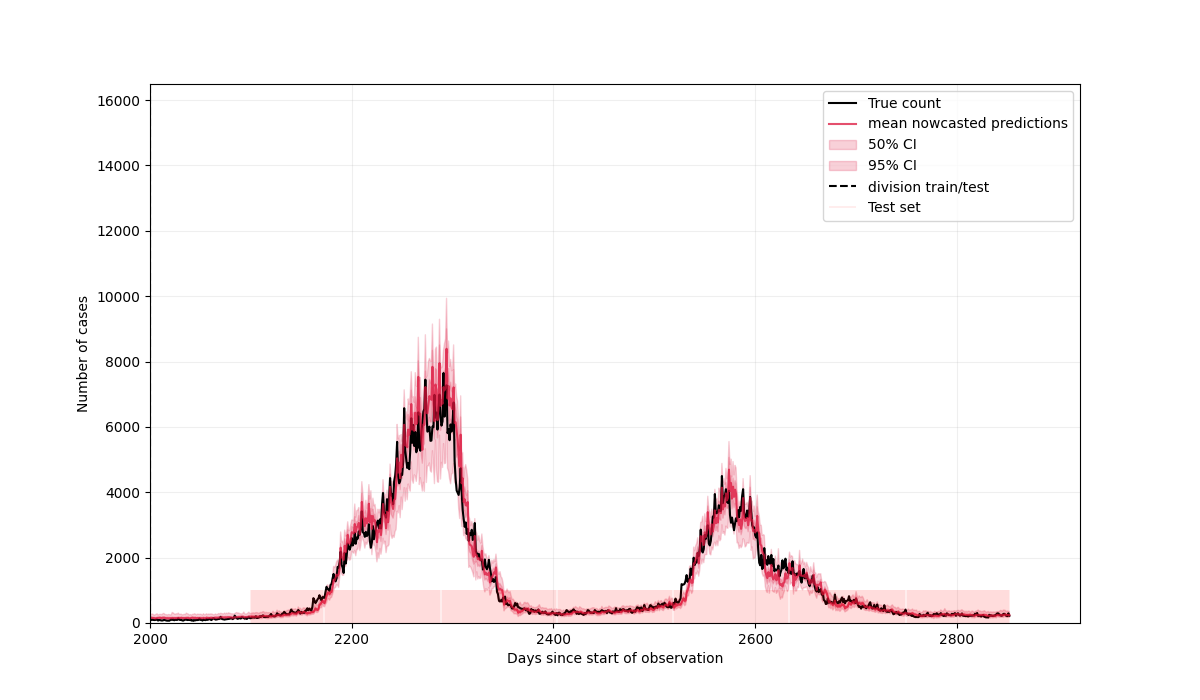 16000
14000
12000
10000
8000
6000
4000
2000
0
Number of cases
2000
2200
2400
2600
2800
Days since start of observation
True count
mean nowcasted predictions
50% CI
95% CI
division train/test
Test set